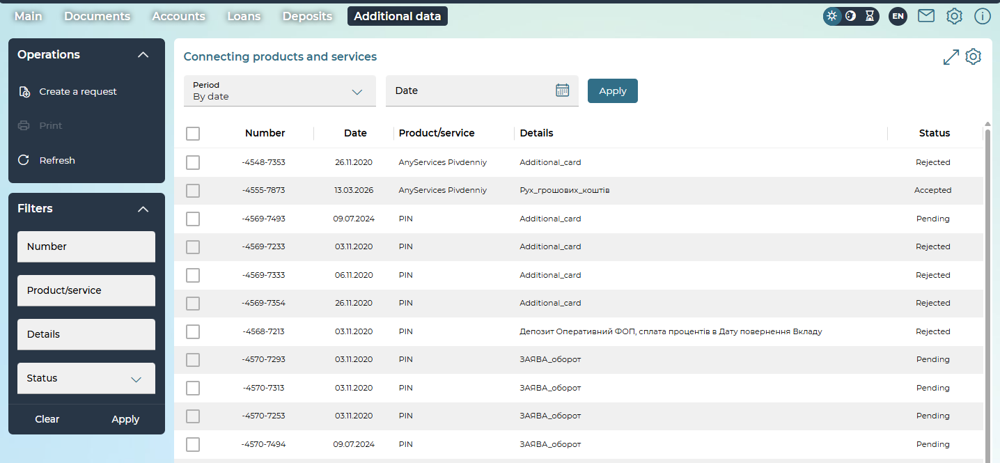 Main Documents Accounts Loans Deposits Additional data EN
Operations
Create a request
Print
Refresh
Filters
Number
Product/service
Details
Status
Clear Apply
Connecting products and services
Period
By date
Date
Apply
Number Date Product/service Details Status
-4548-7353 26.11.2020 AnyServices Pivdenniy Additional_card Rejected
-4555-7873 13.03.2026 AnyServices Pivdenniy Рух_грошових_коштів Accepted
-4569-7493 09.07.2024 PIN Additional_card Pending
-4569-7233 03.11.2020 PIN Additional_card Rejected
-4569-7333 06.11.2020 PIN Additional_card Rejected
-4569-7354 26.11.2020 PIN Additional_card Rejected
-4568-7213 03.11.2020 PIN Депозит Оперативний ФОП, сплата процентів в Дату повернення Вкладу Rejected
-4570-7293 03.11.2020 PIN ЗАЯВА_оборот Pending
-4570-7313 03.11.2020 PIN ЗАЯВА_оборот Pending
-4570-7253 03.11.2020 PIN ЗАЯВА_оборот Pending
-4570-7494 09.07.2024 PIN ЗАЯВА_оборот Pending